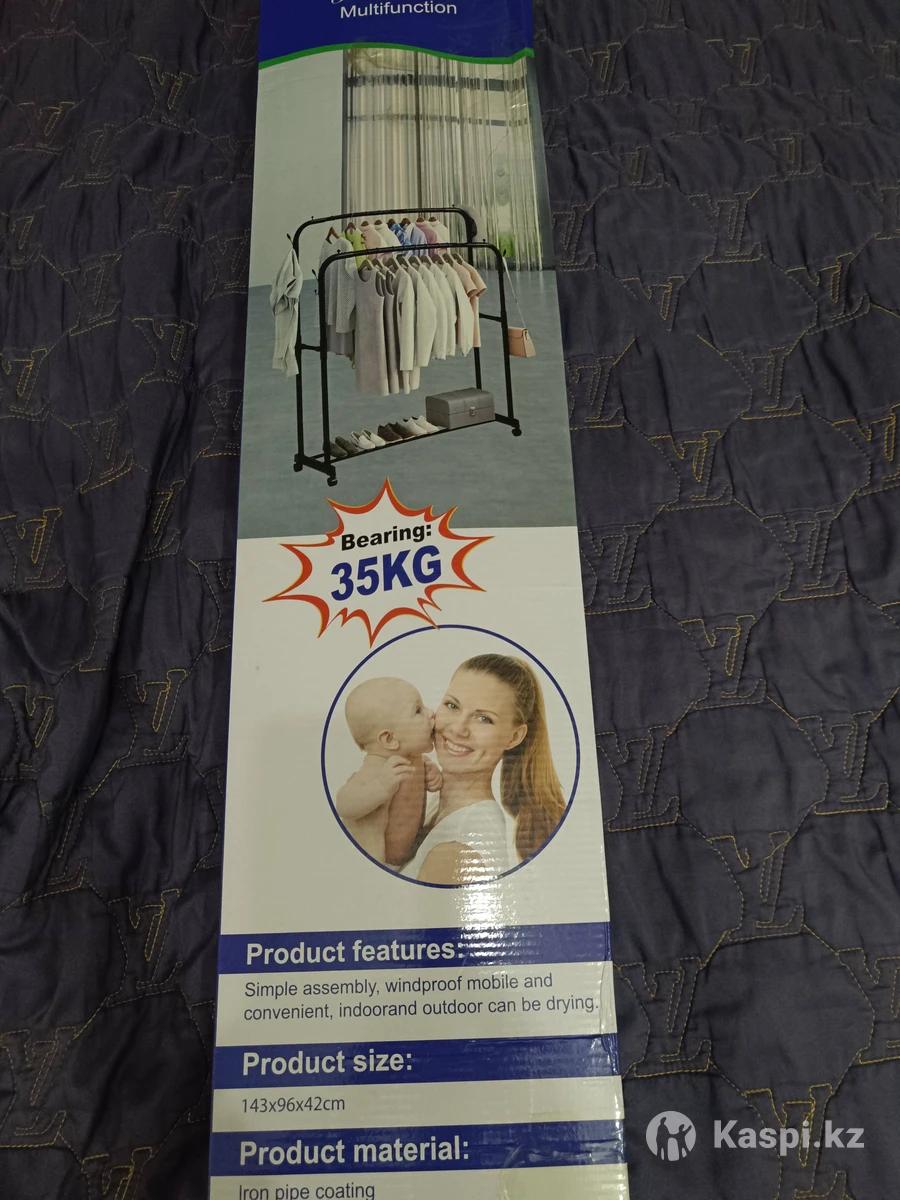 Multifunction
Bearing:
35KG
Product features:
Simple assembly, windproof mobile and
convenient, indoorand outdoor can be drying.
Product size:
143x96x42cm
Product material:
Iron pipe coating
Kaspi.kz